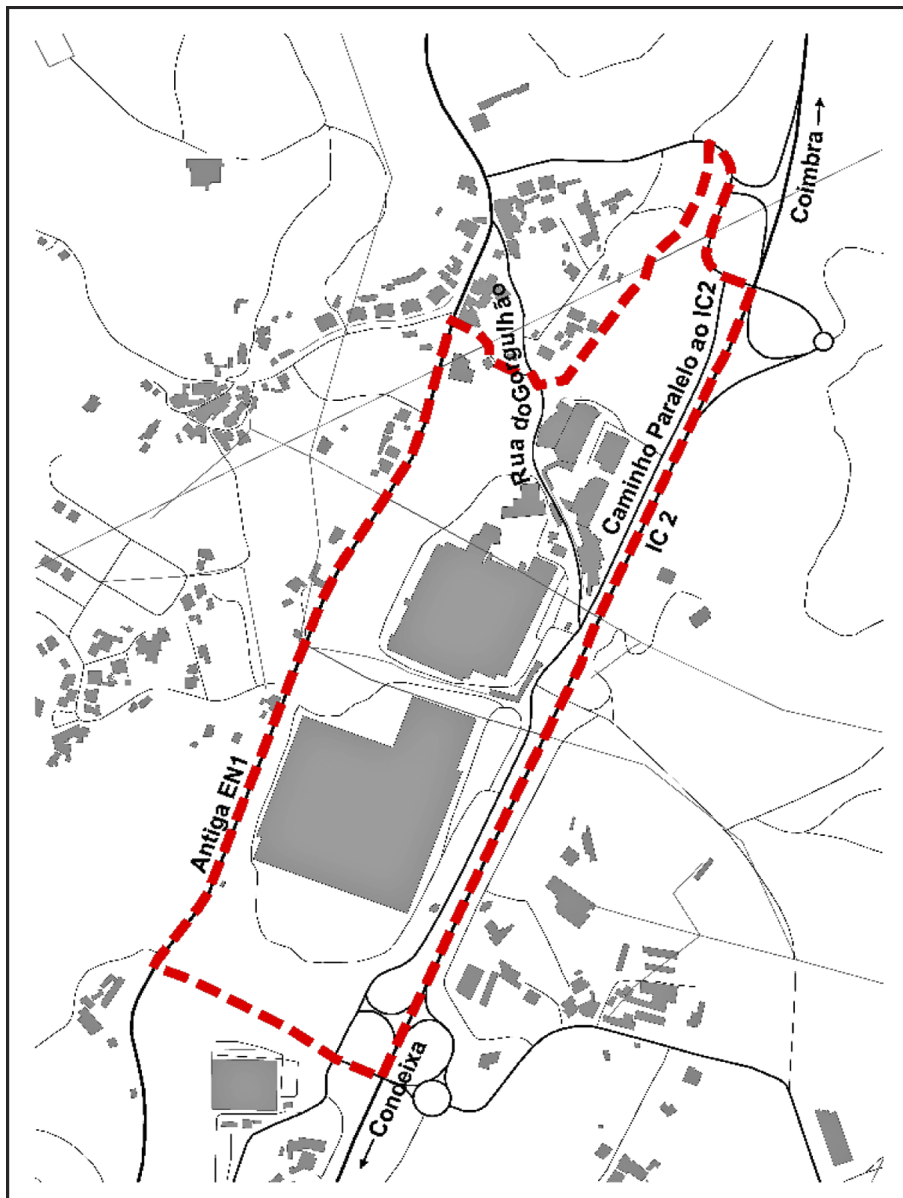 Coimbra →
Rua doGorgulhão
Caminho Paralelo ao IC2
IC 2
Antiga EN1
← Condeixa